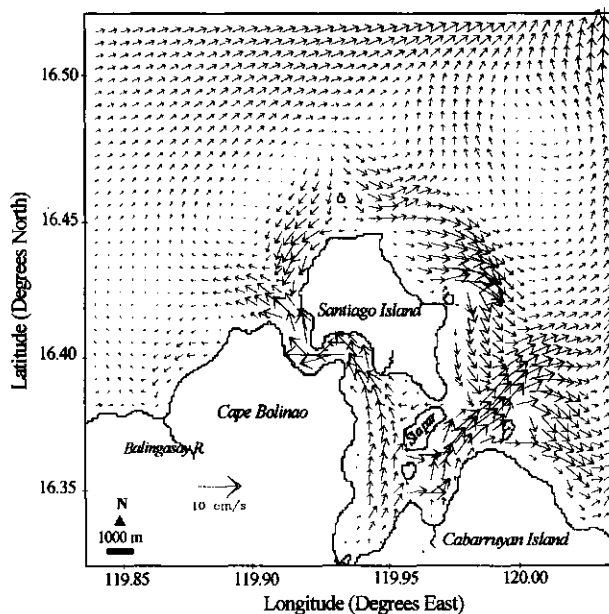 16.50
16.45
16.40
16.35
Latitude (Degrees North)
Santiago Island
Cape Bolinao
Siapar
Balingasay R
10 cm/s
N
1000 m
Cabarruyan Island
119.85
119.90
119.95
120.00
Longitude (Degrees East)